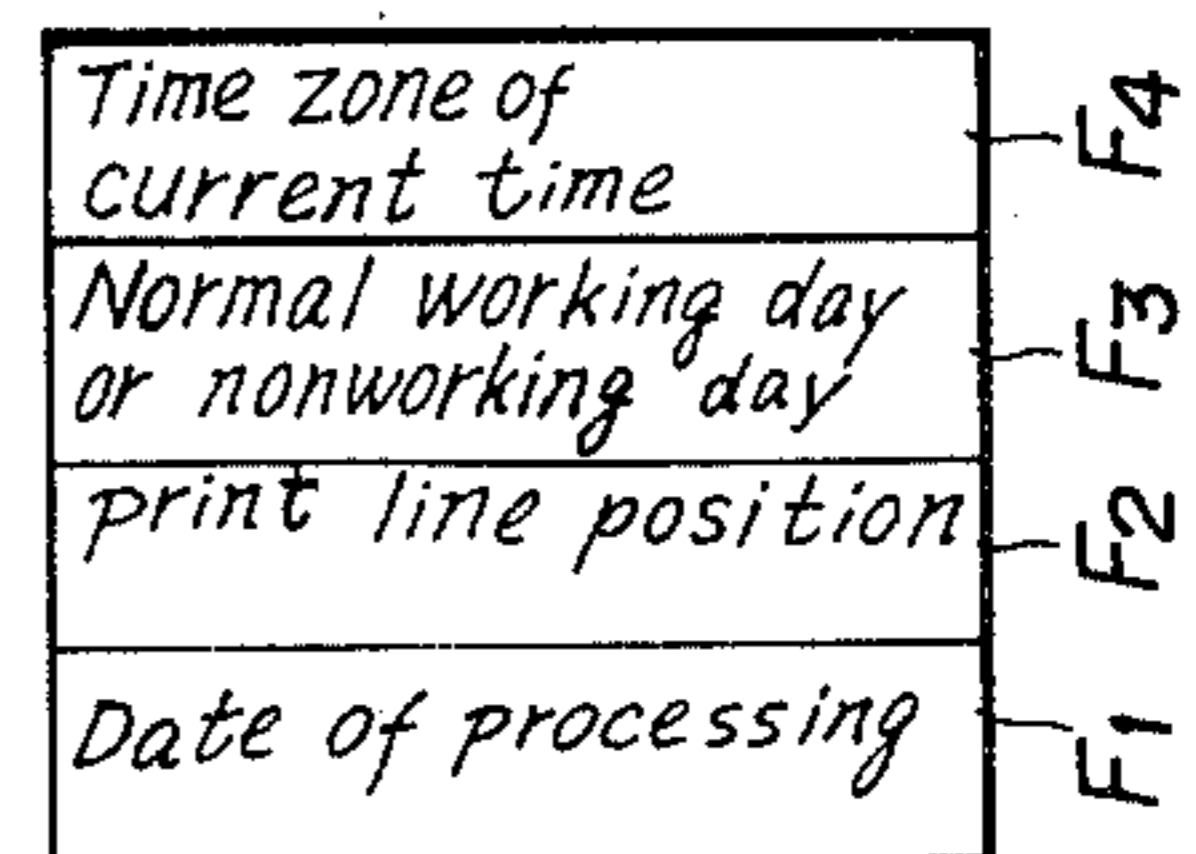 Time zone of
current time
F4
Normal working day
or nonworking day
F3
print line position
F2
Date of processing
F1